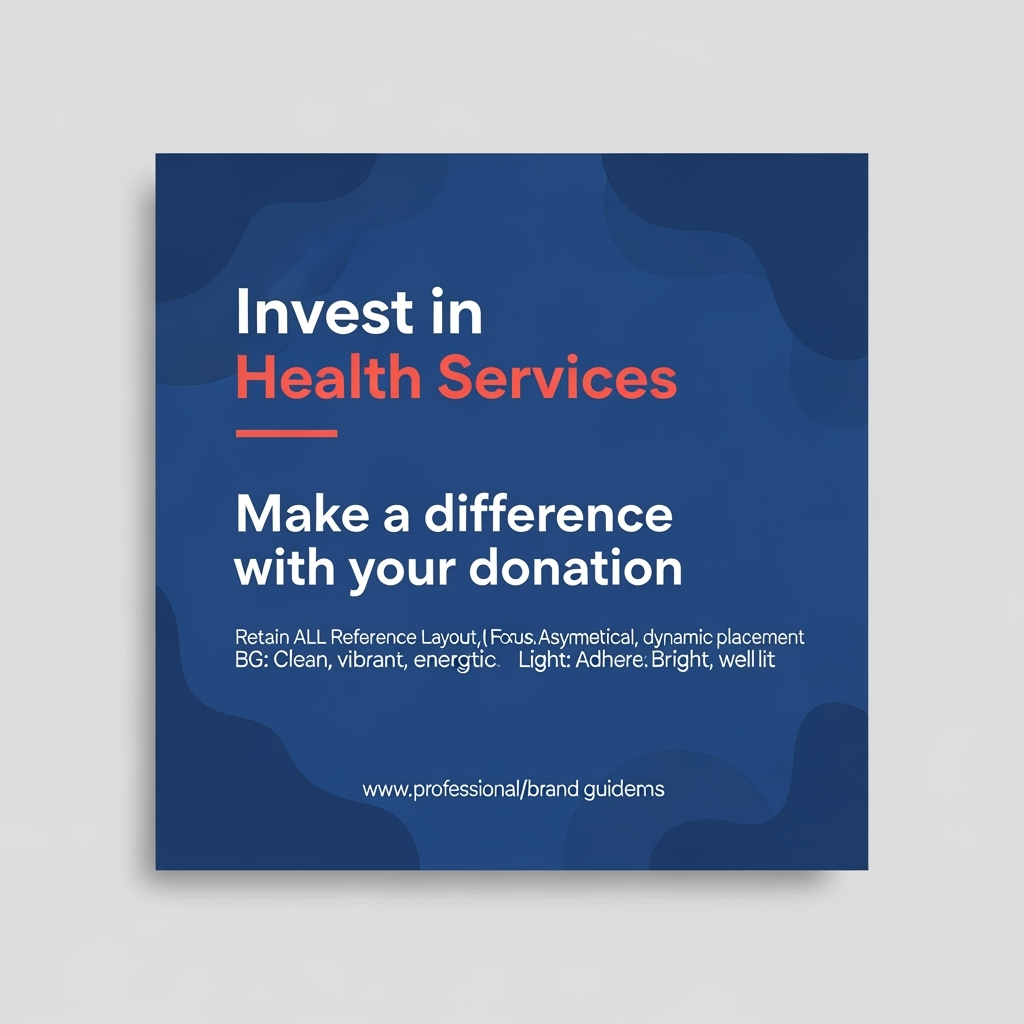 Invest in
Health Services
Make a difference
with your donation
Retain ALL Reference Layout,(Focus.Asymetical, dynamic placement
BG: Clean, vibrant, energtic. Light: Adhere. Bright, well lit
www.professional/brand guidems